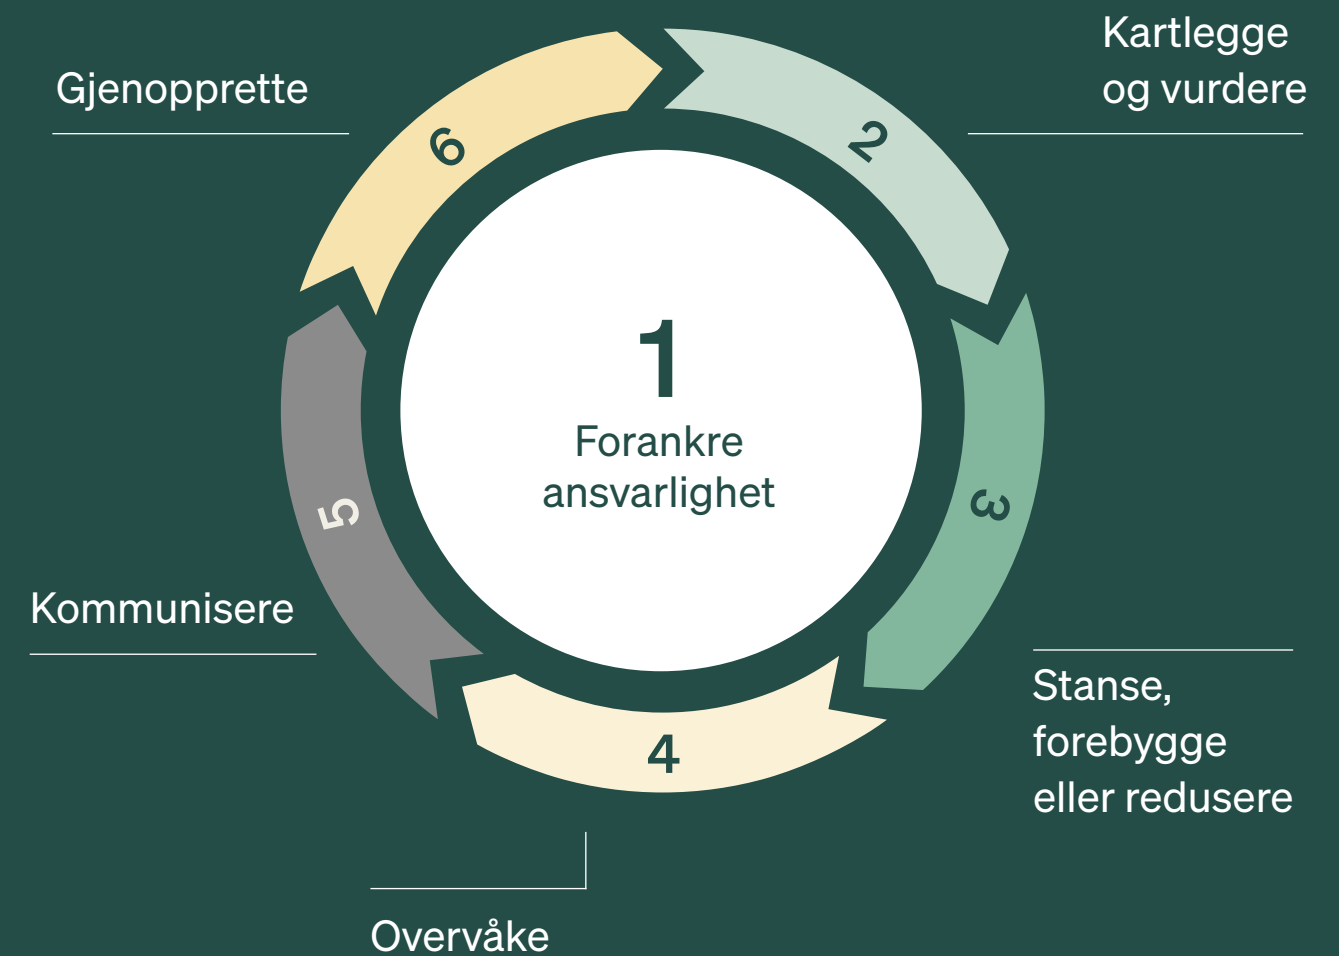 Gjenopprette
Kartlegge
og vurdere
6
2
1
Forankre
ansvarlighet
5
3
Kommunisere
Stanse,
forebygge
eller redusere
4
Overvåke